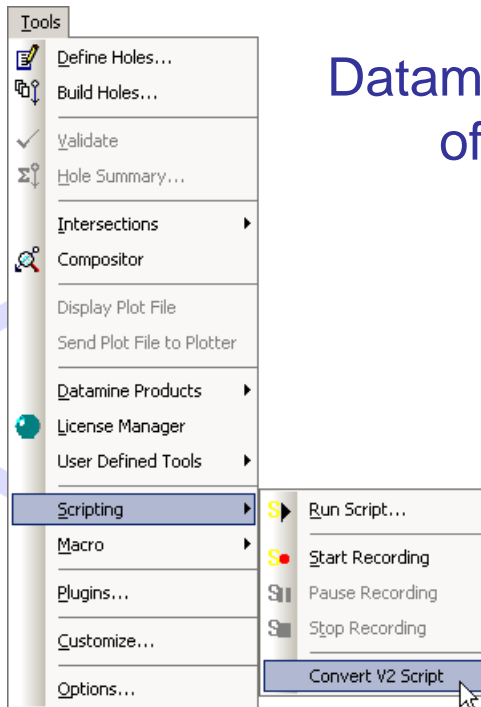 Tools
Define Holes...
Build Holes...
Validate
Hole Summary...
Intersections
Compositor
Display Plot File
Send Plot File to Plotter
Datamine Products
License Manager
User Defined Tools
Scripting
Macro
Plugins...
Customize...
Options...
Run Script...
Start Recording
Pause Recording
Stop Recording
Convert V2 Script
Datam
of